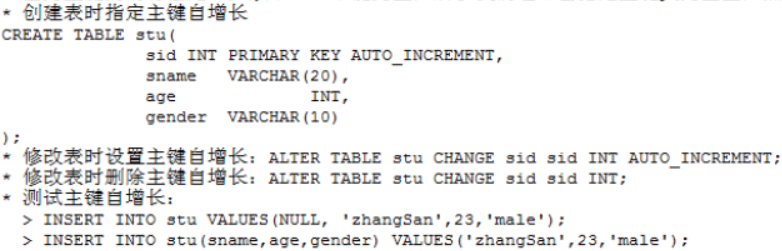 * 创建表时指定主键自增长
CREATE TABLE stu(
sid INT PRIMARY KEY AUTO_INCREMENT,
sname VARCHAR(20),
age INT,
gender VARCHAR(10)
);
* 修改表时设置主键自增长：ALTER TABLE stu CHANGE sid sid INT AUTO_INCREMENT;
* 修改表时删除主键自增长：ALTER TABLE stu CHANGE sid sid INT;
* 测试主键自增长：
> INSERT INTO stu VALUES(NULL, 'zhangSan',23,'male');
> INSERT INTO stu(sname,age,gender) VALUES('zhangSan',23,'male');